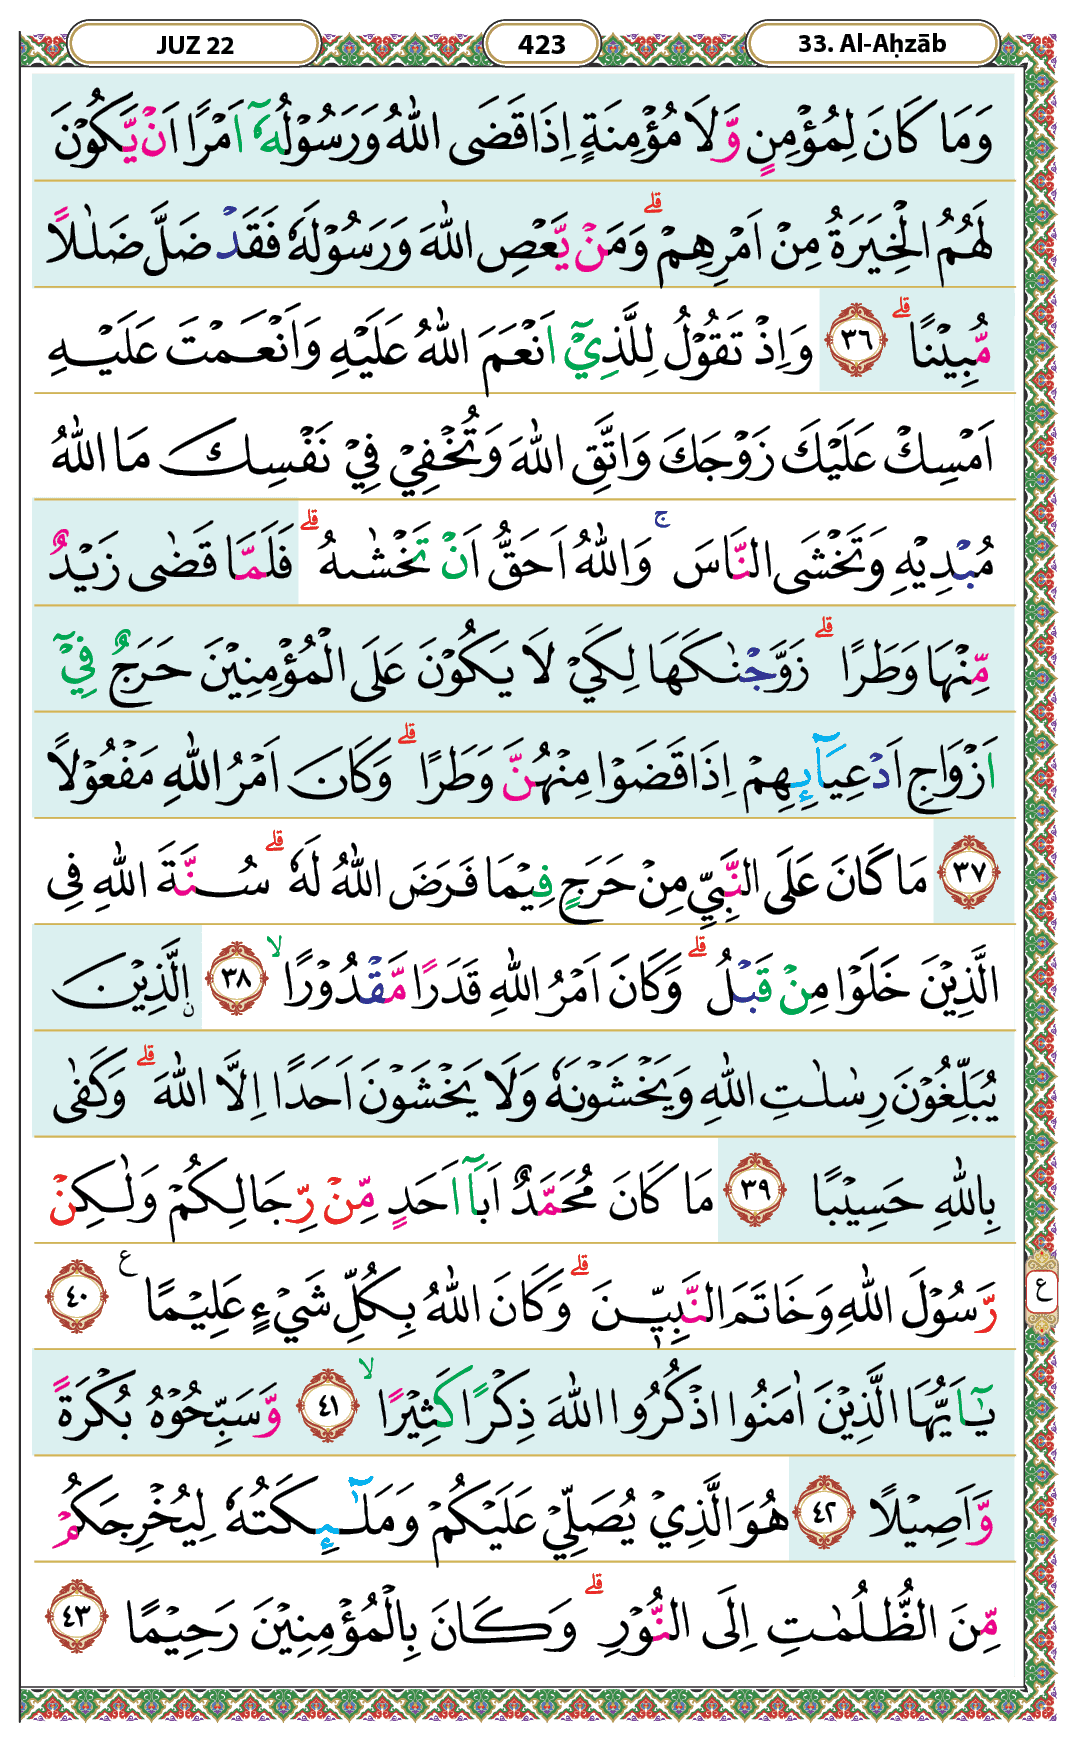 JUZ 22
423
33. Al-Aḥzāb
وَمَا كَانَ لِمُؤْمِنٍ وَّلَا مُؤْمِنَةٍ اِذَا قَضَى اللّٰهُ وَرَسُوْلُهٗٓ اَمْرًا اَنْ يَّكُوْنَ
لَهُمُ الْخِيَرَةُ مِنْ اَمْرِهِمْ ۗوَمَنْ يَّعْصِ اللّٰهَ وَرَسُوْلَهٗ فَقَدْ ضَلَّ ضَلٰلًا
مُّبِيْنًاۗ ٣٦ وَاِذْ تَقُوْلُ لِلَّذِيْٓ اَنْعَمَ اللّٰهُ عَلَيْهِ وَاَنْعَمْتَ عَلَيْهِ
اَمْسِكْ عَلَيْكَ زَوْجَكَ وَاتَّقِ اللّٰهَ وَتُخْفِيْ فِيْ نَفْسِكَ مَا اللّٰهُ
مُبْدِيْهِ وَتَخْشَى النَّاسَۚ وَاللّٰهُ اَحَقُّ اَنْ تَخْشٰىهُ ۗ فَلَمَّا قَضٰى زَيْدٌ
مِّنْهَا وَطَرًاۗ زَوَّجْنٰكَهَا لِكَيْ لَا يَكُوْنَ عَلَى الْمُؤْمِنِيْنَ حَرَجٌ فِيْٓ
اَزْوَاجِ اَدْعِيَاۤىِٕهِمْ اِذَا قَضَوْا مِنْهُنَّ وَطَرًاۗ وَكَانَ اَمْرُ اللّٰهِ مَفْعُوْلًا
٣٧ مَا كَانَ عَلَى النَّبِيِّ مِنْ حَرَجٍ فِيْمَا فَرَضَ اللّٰهُ لَهٗ ۗسُنَّةَ اللّٰهِ فِى
الَّذِيْنَ خَلَوْا مِنْ قَبْلُ ۗوَكَانَ اَمْرُ اللّٰهِ قَدَرًا مَّقْدُوْرًاۙ ٣٨ ۨالَّذِيْنَ
يُبَلِّغُوْنَ رِسٰلٰتِ اللّٰهِ وَيَخْشَوْنَهٗ وَلَا يَخْشَوْنَ اَحَدًا اِلَّا اللّٰهَ ۗوَكَفٰى
بِاللّٰهِ حَسِيْبًا ٣٩ مَا كَانَ مُحَمَّدٌ اَبَآ اَحَدٍ مِّنْ رِّجَالِكُمْ وَلٰكِنْ
رَّسُوْلَ اللّٰهِ وَخَاتَمَ النَّبِيّٖنَۗ وَكَانَ اللّٰهُ بِكُلِّ شَيْءٍ عَلِيْمًا ࣖ ٤٠
ع
يٰٓاَيُّهَا الَّذِيْنَ اٰمَنُوا اذْكُرُوا اللّٰهَ ذِكْرًا كَثِيْرًاۙ ٤١ وَّسَبِّحُوْهُ بُكْرَةً
وَّاَصِيْلًا ٤٢ هُوَ الَّذِيْ يُصَلِّيْ عَلَيْكُمْ وَمَلٰۤىِٕكَتُهٗ لِيُخْرِجَكُمْ
مِّنَ الظُّلُمٰتِ اِلَى النُّوْرِۗ وَكَانَ بِالْمُؤْمِنِيْنَ رَحِيْمًا ٤٣